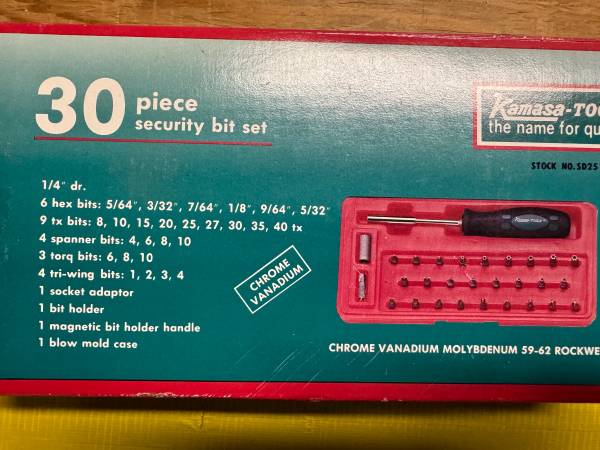 30 piece
security bit set
Kamasa-TOO
the name for qu
STOCK NO.SD25
1/4" dr.
6 hex bits: 5/64", 3/32", 7/64", 1/8", 9/64", 5/32"
9 tx bits: 8, 10, 15, 20, 25, 27, 30, 35, 40 tx
4 spanner bits: 4, 6, 8, 10
3 torq bits: 6, 8, 10
4 tri-wing bits: 1, 2, 3, 4
1 socket adaptor
1 bit holder
1 magnetic bit holder handle
1 blow mold case
CHROME
VANADIUM
Kamasa-TOOLS
CHROME VANADIUM MOLYBDENUM 59-62 ROCKWE